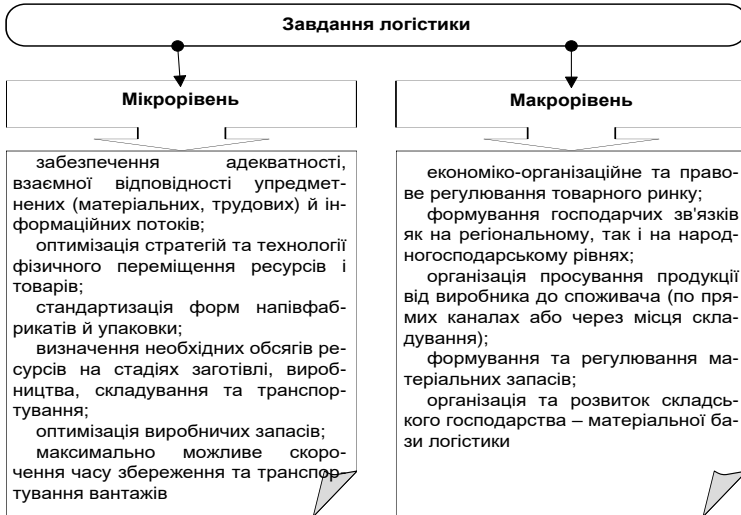 Завдання логістики
Мікрорівень
забезпечення адекватності,
взаємної відповідності упредмет-
нених (матеріальних, трудових) й ін-
формаційних потоків;
оптимізація стратегій та технології
фізичного переміщення ресурсів і
товарів;
стандартизація форм напівфаб-
рикатів й упаковки;
визначення необхідних обсягів ре-
сурсів на стадіях заготівлі, вироб-
ництва, складування та транспор-
тування;
оптимізація виробничих запасів;
максимально можливе скоро-
чення часу збереження та транспор-
тування вантажів
Макрорівень
економіко-організаційне та право-
ве регулювання товарного ринку;
формування господарчих зв'язків
як на регіональному, так і на народ-
ногосподарському рівнях;
організація просування продукції
від виробника до споживача (по пря-
мих каналах або через місця скла-
дування);
формування та регулювання ма-
теріальних запасів;
організація та розвиток складсь-
кого господарства – матеріальної ба-
зи логістики